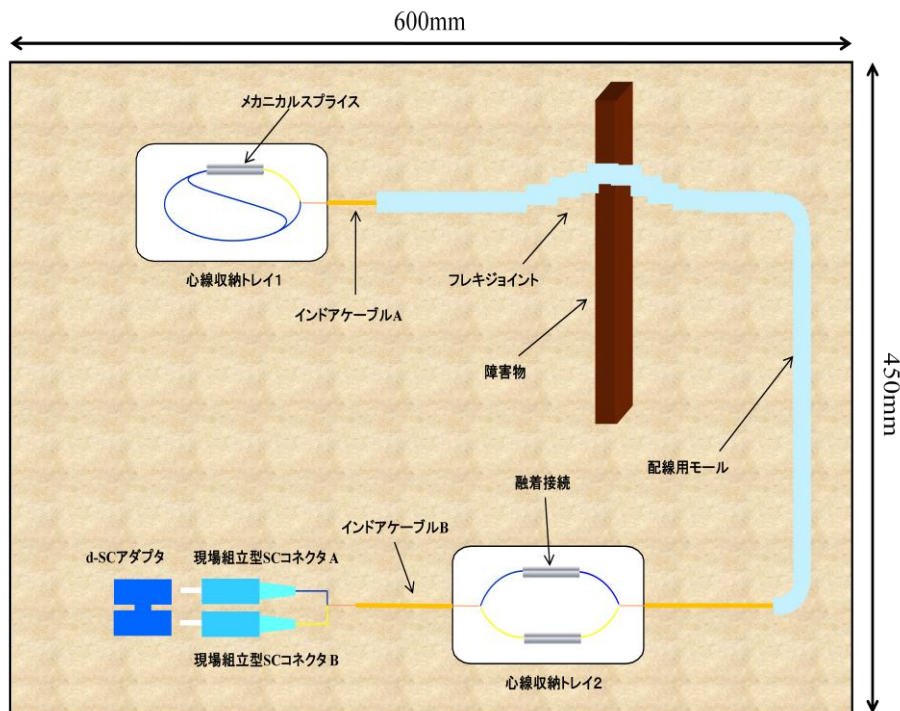 600mm
メカニカルスプライス
心線収納トレイ1
フレキジョイント
インドアケーブルA
障害物
450mm
配線用モール
融着接続
インドアケーブルB
d-SCアダプタ
現場組立型SCコネクタA
現場組立型SCコネクタB
心線収納トレイ2